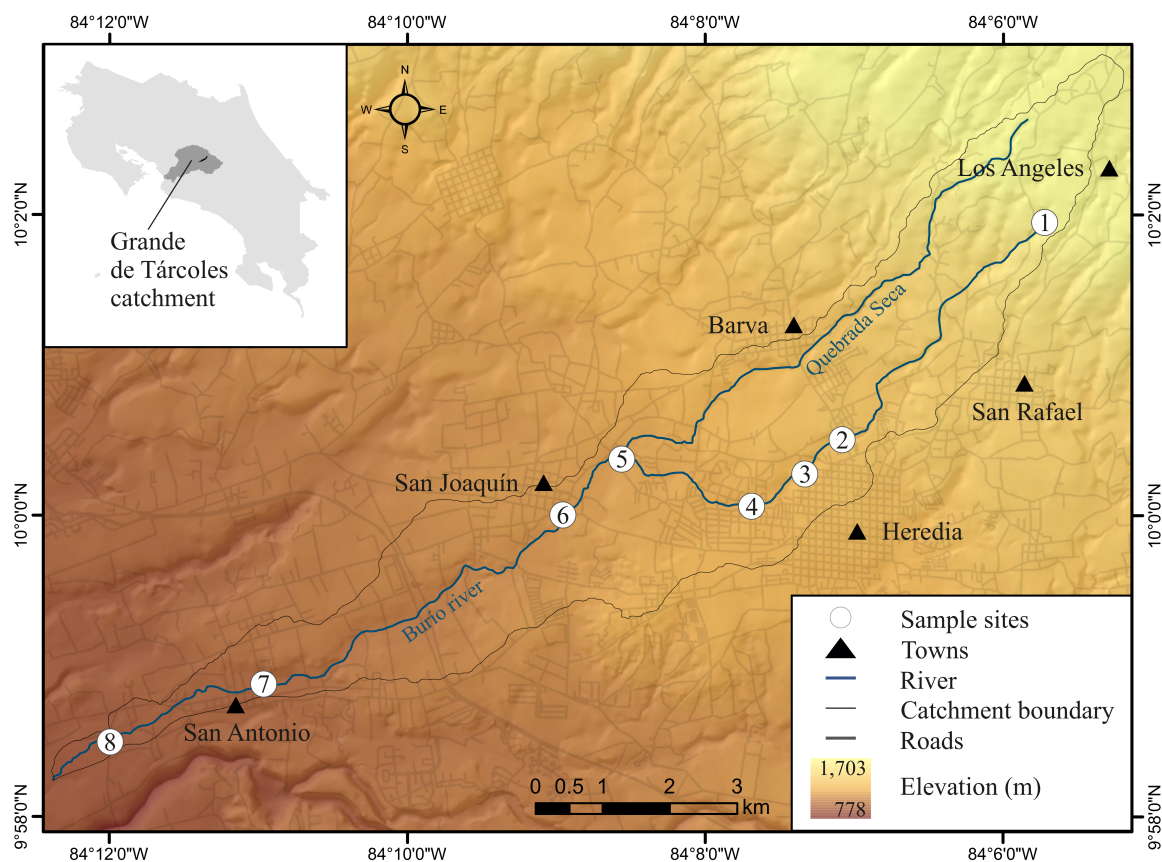 84°12'0"W
84°10'0"W
84°8'0"W
84°6'0"W
10°2'0"N
10°0'0"N
9°58'0"N
Grande
de Tárcoles
catchment
N
W
E
S
Los Angeles
1
10°2'0"N
Barva
Quebrada Seca
San Rafael
2
5
3
San Joaquín
4
6
10°0'0"N
Heredia
Burío river
7
San Antonio
8
Sample sites
Towns
River
Catchment boundary
Roads
1,703
Elevation (m)
778
0 0.5 1 2 3
km
9°58'0"N
84°12'0"W
84°10'0"W
84°8'0"W
84°6'0"W